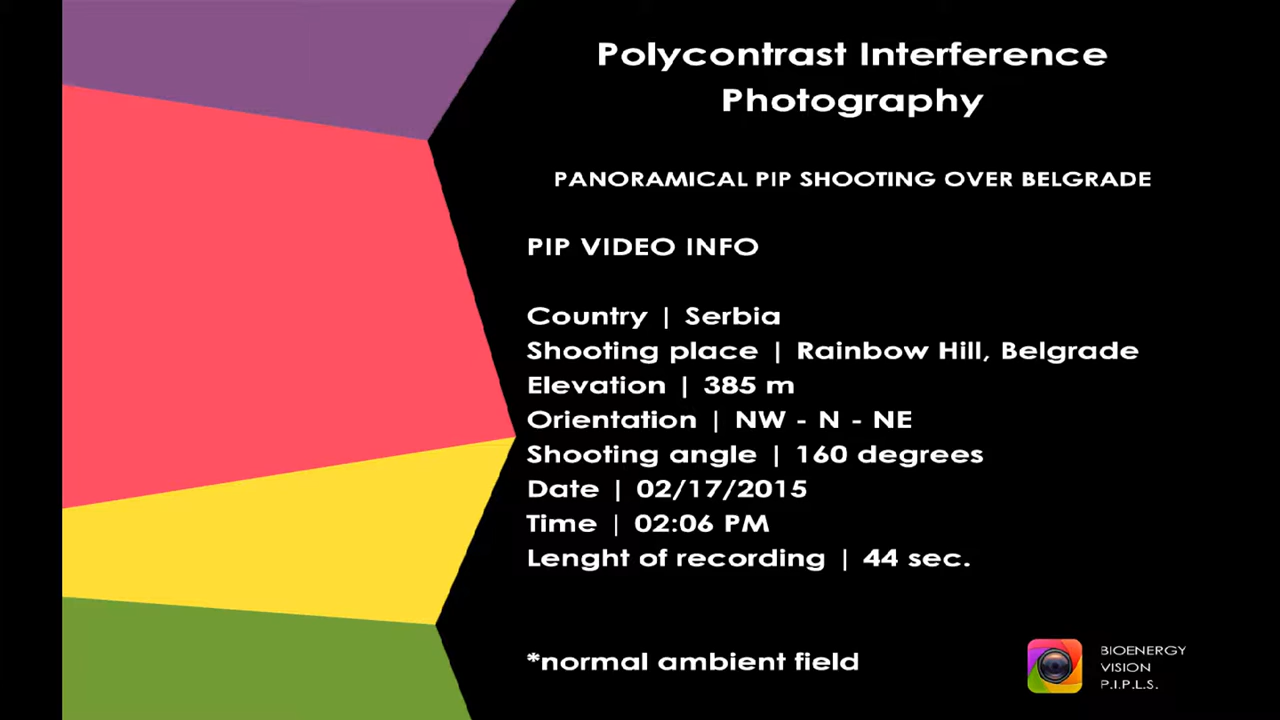 Polycontrast Interference
Photography
PANORAMICAL PIP SHOOTING OVER BELGRADE
PIP VIDEO INFO
Country | Serbia
Shooting place | Rainbow Hill, Belgrade
Elevation | 385 m
Orientation | NW - N - NE
Shooting angle | 160 degrees
Date | 02/17/2015
Time | 02:06 PM
Lenght of recording | 44 sec.
*normal ambient field
BIOENERGY
VISION
P.I.P.L.S.